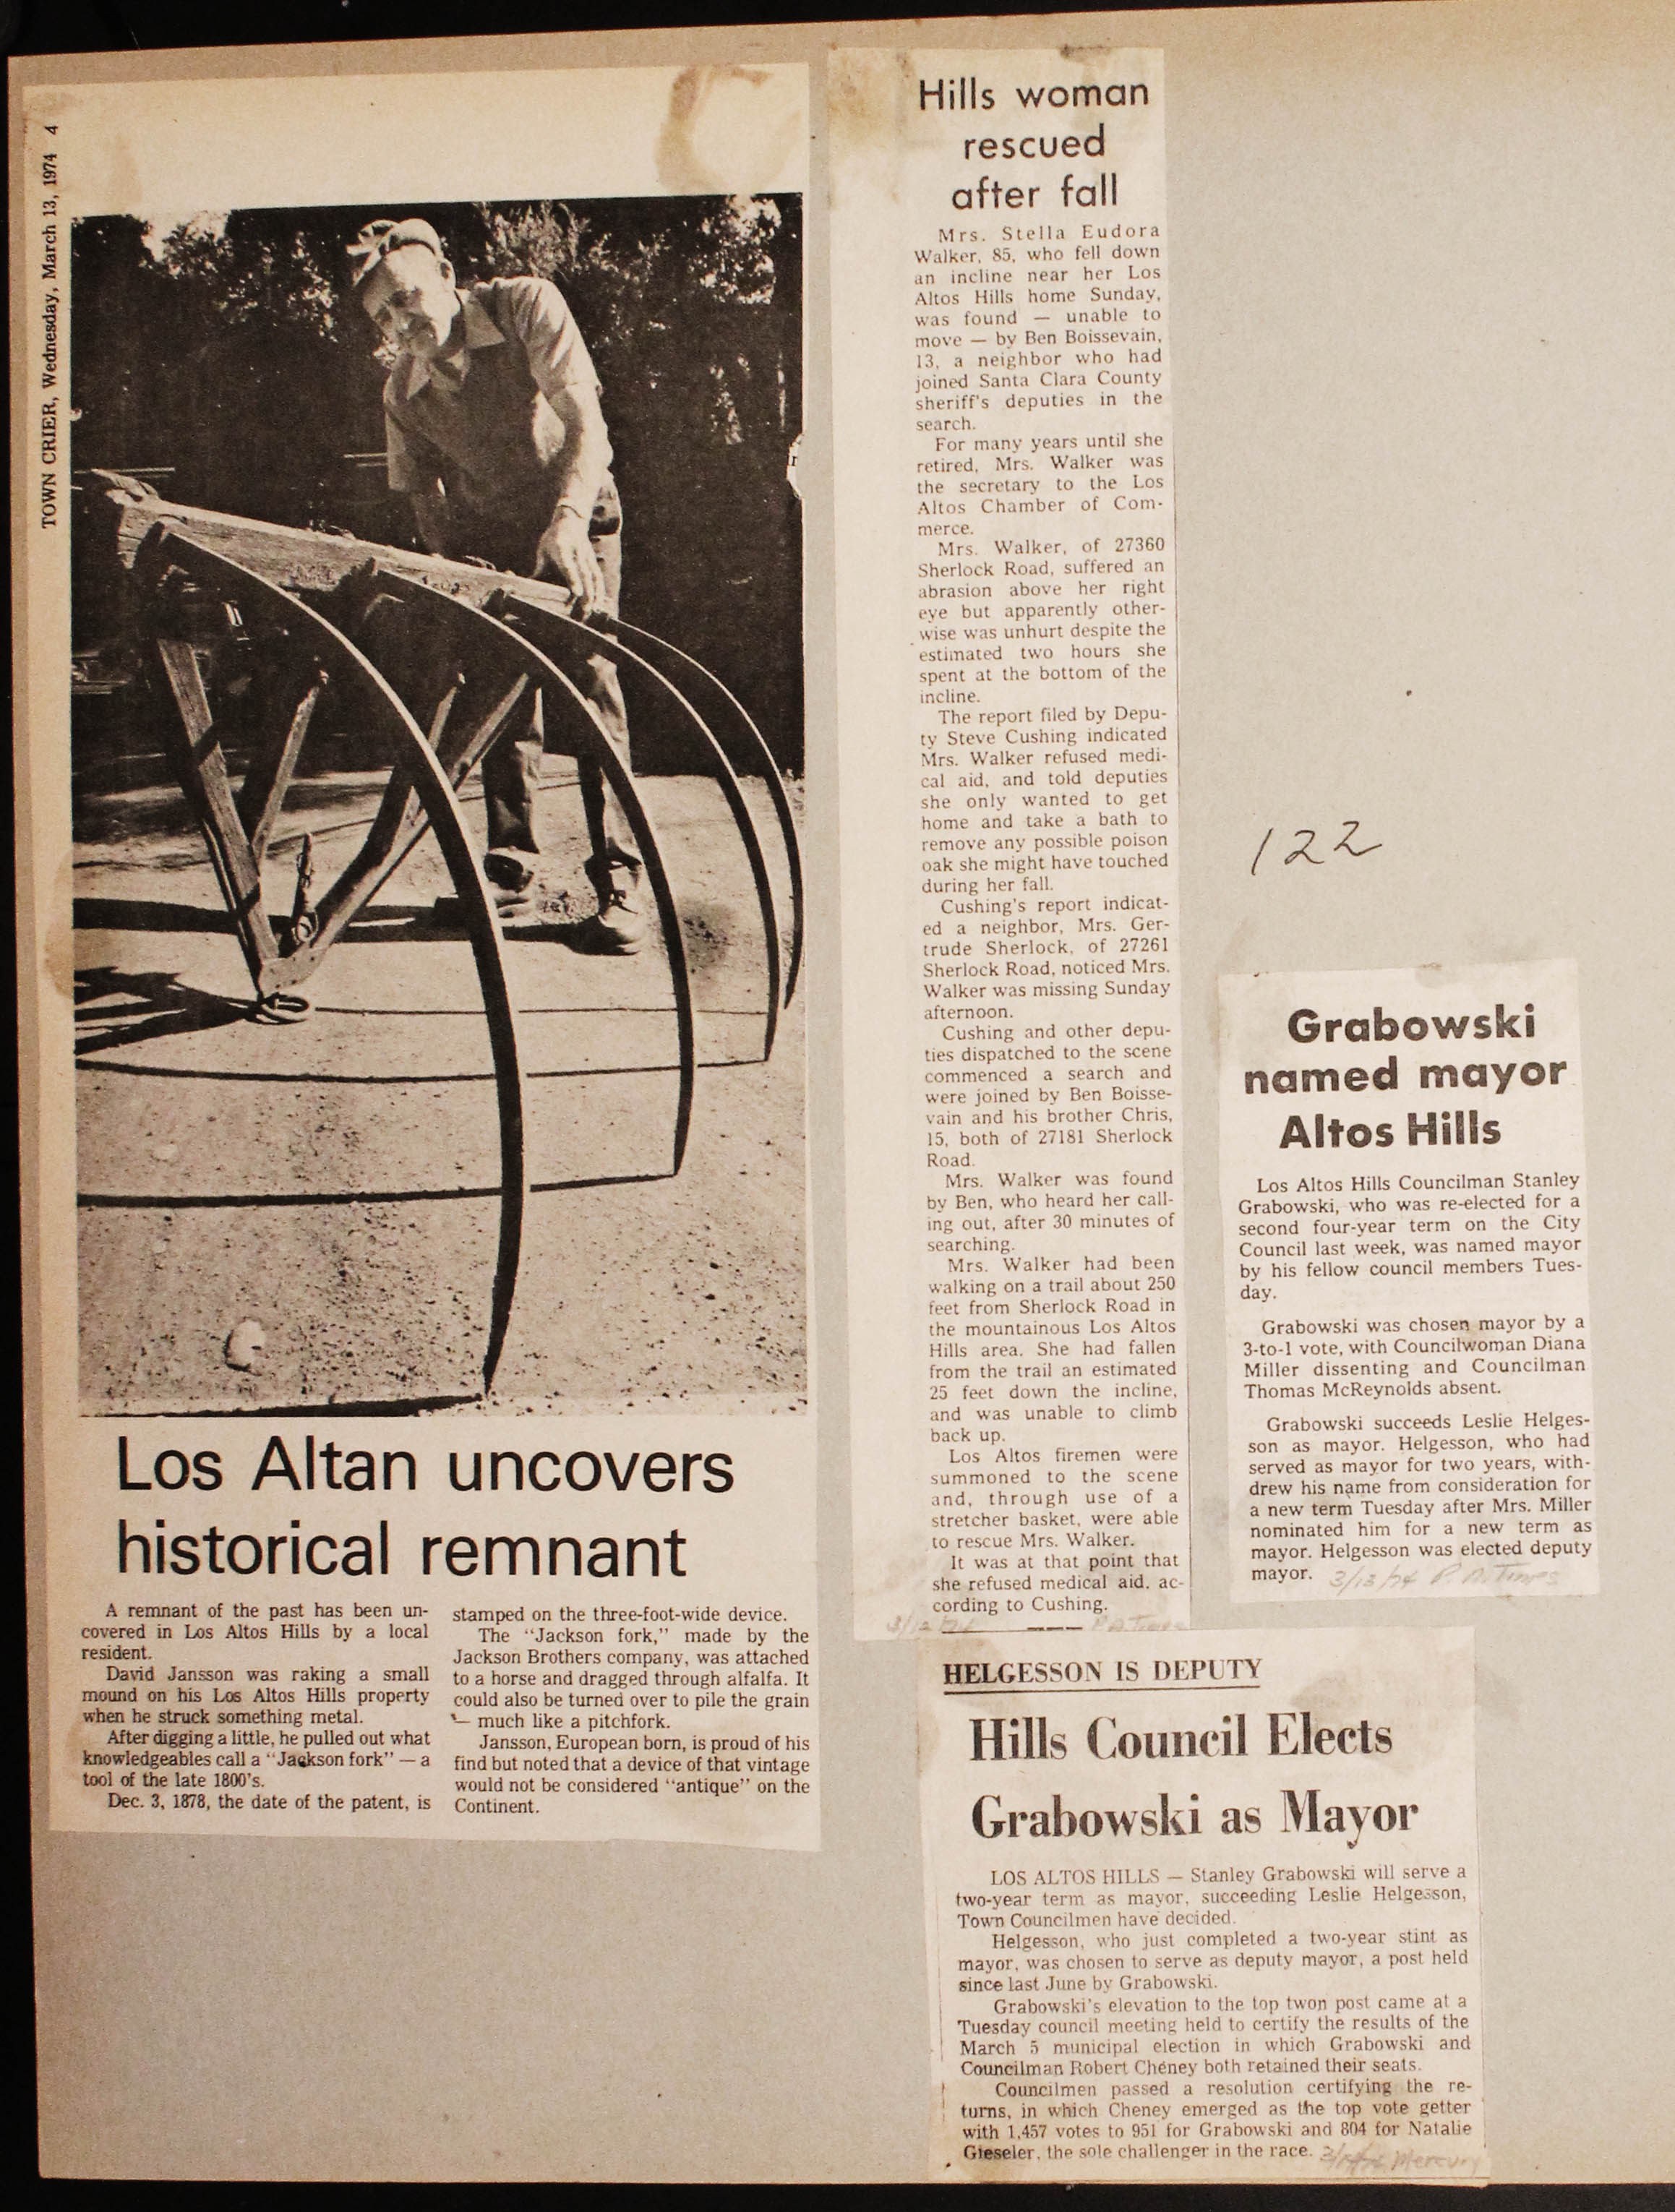 TOWN CRIER, Wednesday, March 13, 1974 4
Los Altan uncovers
historical remnant
A remnant of the past has been un-
covered in Los Altos Hills by a local
resident.
David Jansson was raking a small
mound on his Los Altos Hills property
when he struck something metal.
After digging a little, he pulled out what
knowledgeables call a "Jackson fork" — a
tool of the late 1800's.
Dec. 3, 1878, the date of the patent, is
stamped on the three-foot-wide device.
The "Jackson fork," made by the
Jackson Brothers company, was attached
to a horse and dragged through alfalfa. It
could also be turned over to pile the grain
— much like a pitchfork.
Jansson, European born, is proud of his
find but noted that a device of that vintage
would not be considered "antique" on the
Continent.
Hills woman
rescued
after fall
Mrs. Stella Eudora
Walker, 85, who fell down
an incline near her Los
Altos Hills home Sunday,
was found — unable to
move — by Ben Boissevain,
13, a neighbor who had
joined Santa Clara County
sheriff's deputies in the
search.
For many years until she
retired, Mrs. Walker was
the secretary to the Los
Altos Chamber of Com-
merce.
Mrs. Walker, of 27360
Sherlock Road, suffered an
abrasion above her right
eye but apparently other-
wise was unhurt despite the
estimated two hours she
spent at the bottom of the
incline.
The report filed by Depu-
ty Steve Cushing indicated
Mrs. Walker refused medi-
cal aid, and told deputies
she only wanted to get
home and take a bath to
remove any possible poison
oak she might have touched
during her fall.
Cushing's report indicat-
ed a neighbor, Mrs. Ger-
trude Sherlock, of 27261
Sherlock Road, noticed Mrs.
Walker was missing Sunday
afternoon.
Cushing and other depu-
ties dispatched to the scene
commenced a search and
were joined by Ben Boisse-
vain and his brother Chris,
15, both of 27181 Sherlock
Road.
Mrs. Walker was found
by Ben, who heard her call-
ing out, after 30 minutes of
searching.
Mrs. Walker had been
walking on a trail about 250
feet from Sherlock Road in
the mountainous Los Altos
Hills area. She had fallen
from the trail an estimated
25 feet down the incline,
and was unable to climb
back up.
Los Altos firemen were
summoned to the scene
and, through use of a
stretcher basket, were able
to rescue Mrs. Walker.
It was at that point that
she refused medical aid, ac-
cording to Cushing.
122
Grabowski
named mayor
Altos Hills
Los Altos Hills Councilman Stanley
Grabowski, who was re-elected for a
second four-year term on the City
Council last week, was named mayor
by his fellow council members Tues-
day.
Grabowski was chosen mayor by a
3-to-1 vote, with Councilwoman Diana
Miller dissenting and Councilman
Thomas McReynolds absent.
Grabowski succeeds Leslie Helges-
son as mayor. Helgesson, who had
served as mayor for two years, with-
drew his name from consideration for
a new term Tuesday after Mrs. Miller
nominated him for a new term as
mayor. Helgesson was elected deputy
mayor. 3/13/74 P. A. Times
HELGESSON IS DEPUTY
Hills Council Elects
Grabowski as Mayor
LOS ALTOS HILLS — Stanley Grabowski will serve a
two-year term as mayor, succeeding Leslie Helgesson,
Town Councilmen have decided.
Helgesson, who just completed a two-year stint as
mayor, was chosen to serve as deputy mayor, a post held
since last June by Grabowski.
Grabowski's elevation to the top twon post came at a
Tuesday council meeting held to certify the results of the
March 5 municipal election in which Grabowski and
Councilman Robert Cheney both retained their seats.
Councilmen passed a resolution certifying the re-
turns, in which Cheney emerged as the top vote getter
with 1,457 votes to 951 for Grabowski and 804 for Natalie
Gieseler, the sole challenger in the race. Mercury